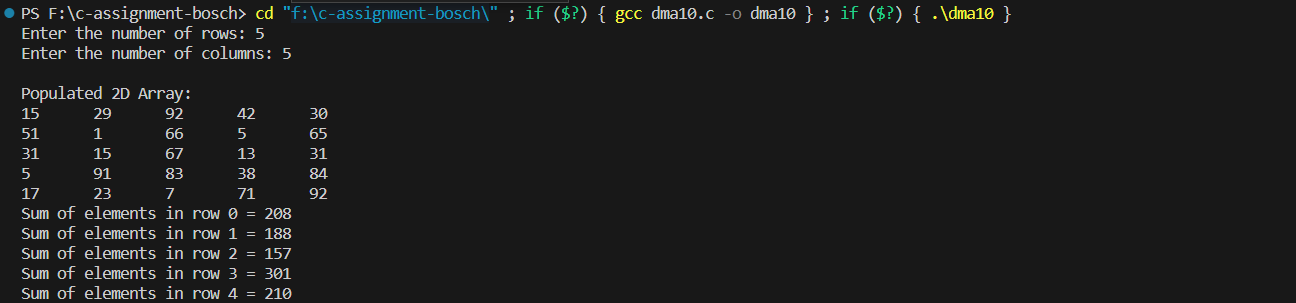 PS F:\c-assignment-bosch> cd "f:\c-assignment-bosch\" ; if ($?) { gcc dma10.c -o dma10 } ; if ($?) { .\dma10 }
Enter the number of rows: 5
Enter the number of columns: 5
Populated 2D Array:
15 29 92 42 30
51 1 66 5 65
31 15 67 13 31
5 91 83 38 84
17 23 7 71 92
Sum of elements in row 0 = 208
Sum of elements in row 1 = 188
Sum of elements in row 2 = 157
Sum of elements in row 3 = 301
Sum of elements in row 4 = 210